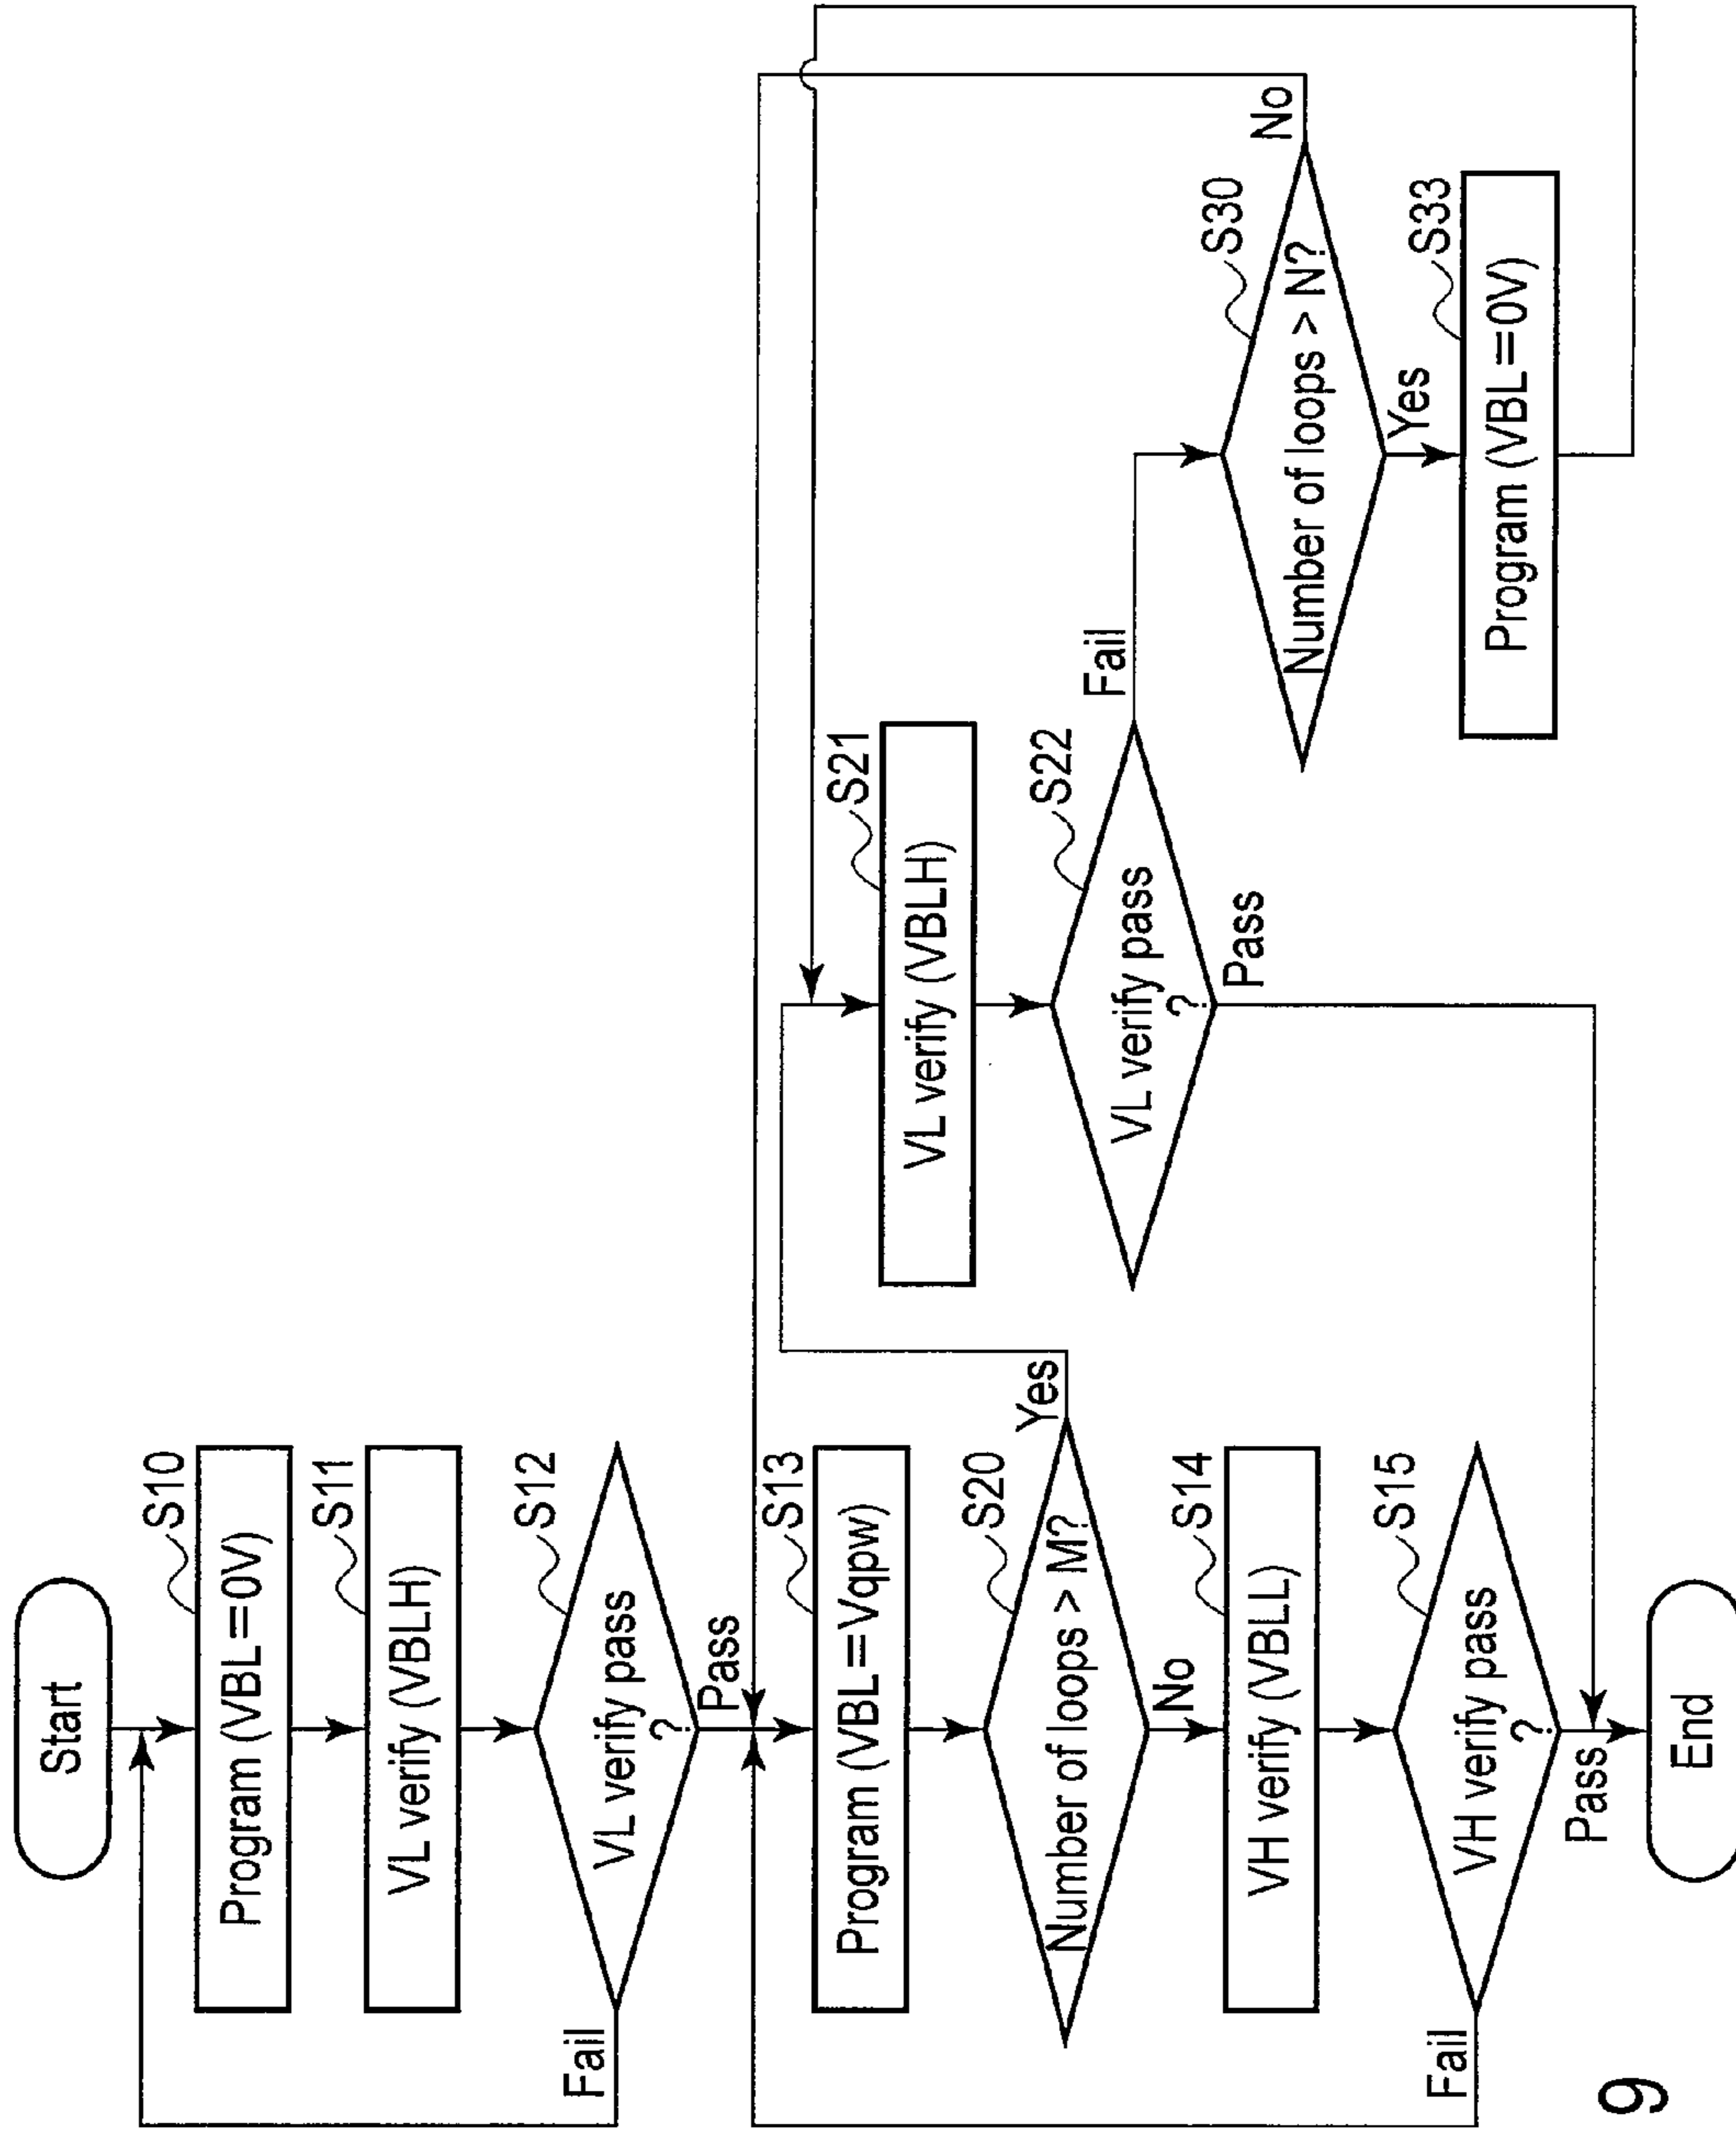 Start
Program (VBL=0V)
S10
VL verify (VBLH)
S11
VL verify pass
?
S12
Fail
Pass
Program (VBL=Vqpw)
S13
Number of loops > M?
S20
Yes
No
VH verify (VBLL)
S14
VH verify pass
?
S15
Fail
Pass
End
VL verify (VBLH)
S21
VL verify pass
?
S22
Fail
Pass
Number of loops > N?
S30
No
Yes
Program (VBL=0V)
S33
9